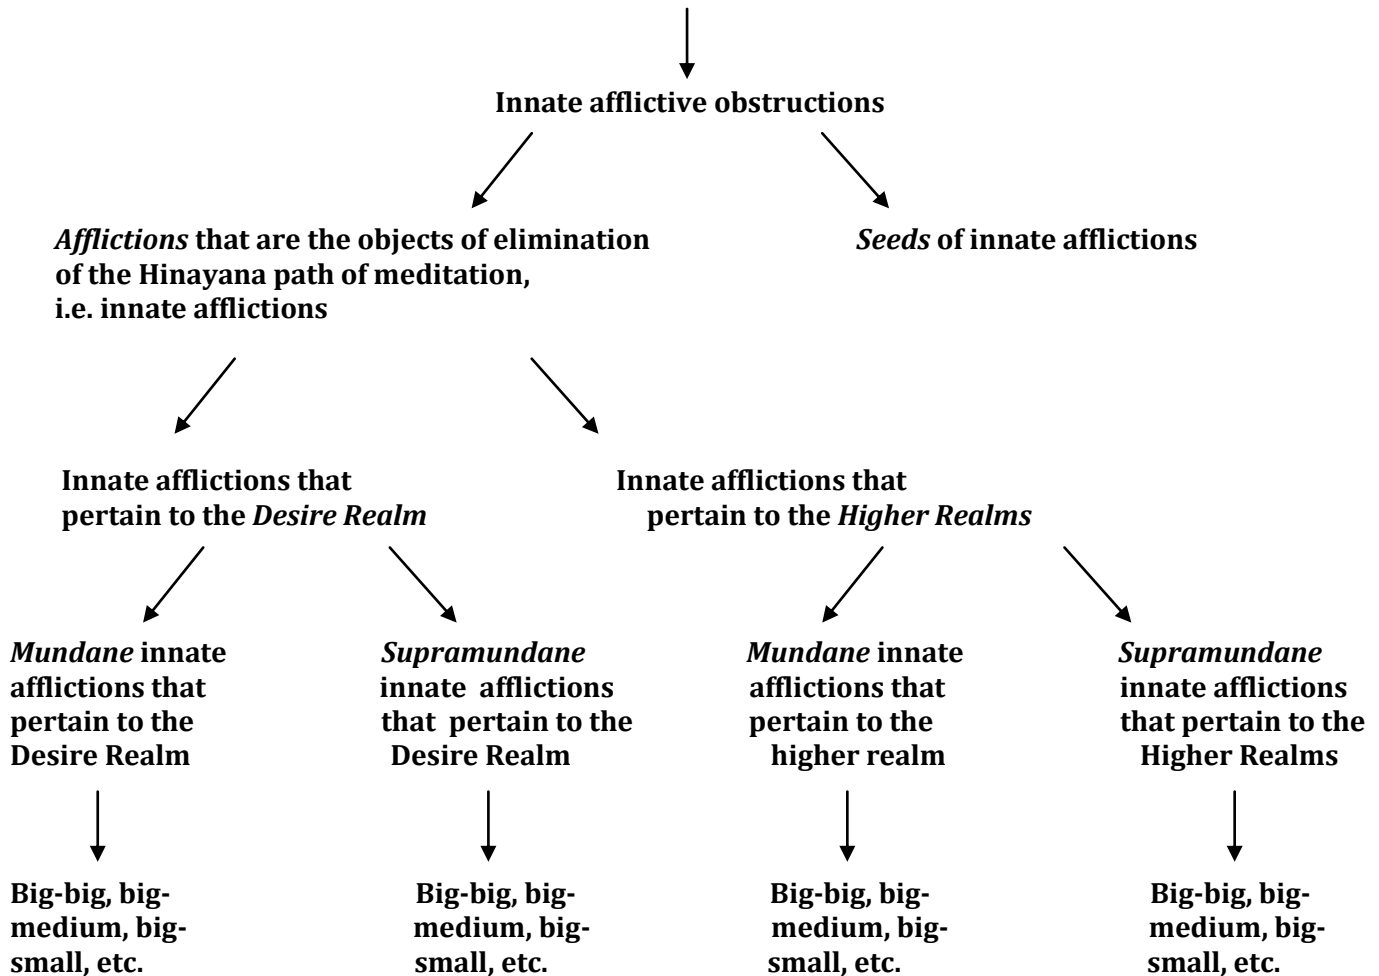 Innate afflictive obstructions
Afflictions that are the objects of elimination
of the Hinayana path of meditation,
i.e. innate afflictions
Seeds of innate afflictions
Innate afflictions that
pertain to the Desire Realm
Innate afflictions that
pertain to the Higher Realms
Mundane innate
afflictions that
pertain to the
Desire Realm
Supramundane
innate afflictions
that pertain to the
Desire Realm
Mundane innate
afflictions that
pertain to the
higher realm
Supramundane
innate afflictions
that pertain to the
Higher Realms
Big-big, big-
medium, big-
small, etc.
Big-big, big-
medium, big-
small, etc.
Big-big, big-
medium, big-
small, etc.
Big-big, big-
medium, big-
small, etc.